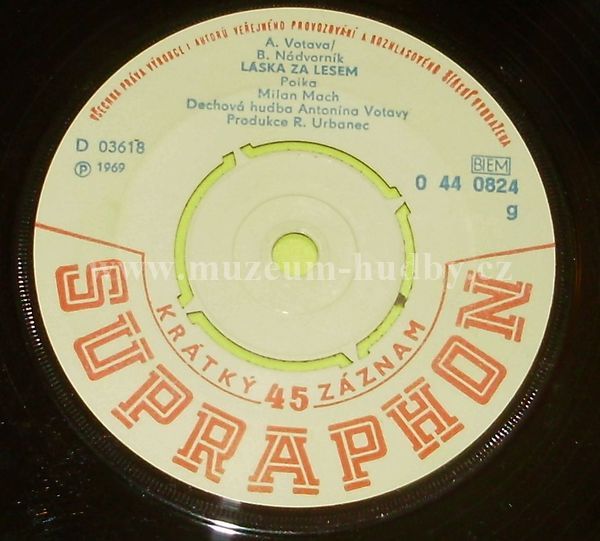 VŠECHNA PRÁVA VÝROBCE I AUTORŮ VEŘEJNÉHO PROVOZOVÁNÍ A ROZHLASOVÉHO ŠÍŘENÍ VYHRAŽENA
A. Votava/
B. Nádvorník
LÁSKA ZA LESEM
Polka
Milan Mach
Dechová hudba Antonína Votavy
Produkce R. Urbanec
D 03618
Ⓟ 1969
BIEM
0 44 0824
g
www.muzeum-hudby.cz
KRÁTKÝ 45 ZÁZNAM
SUPRAPHON